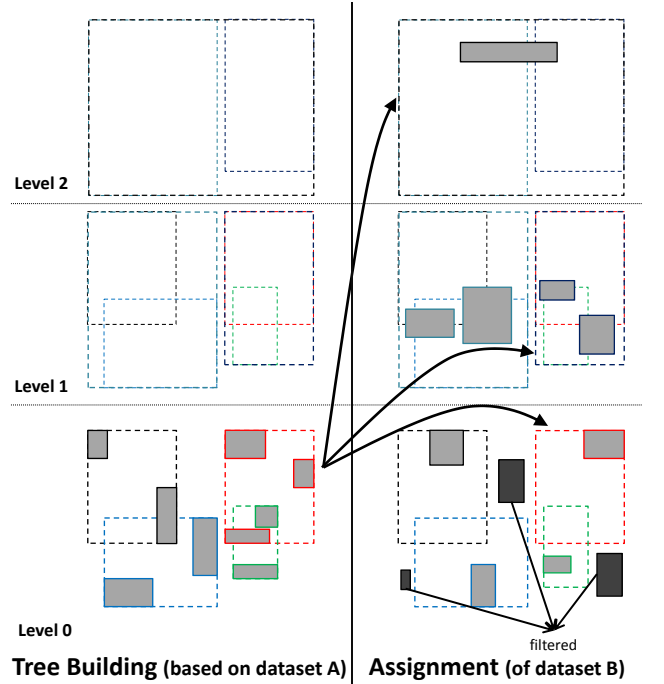 Level 2
Level 1
Level 0
filtered
Tree Building (based on dataset A)
Assignment (of dataset B)